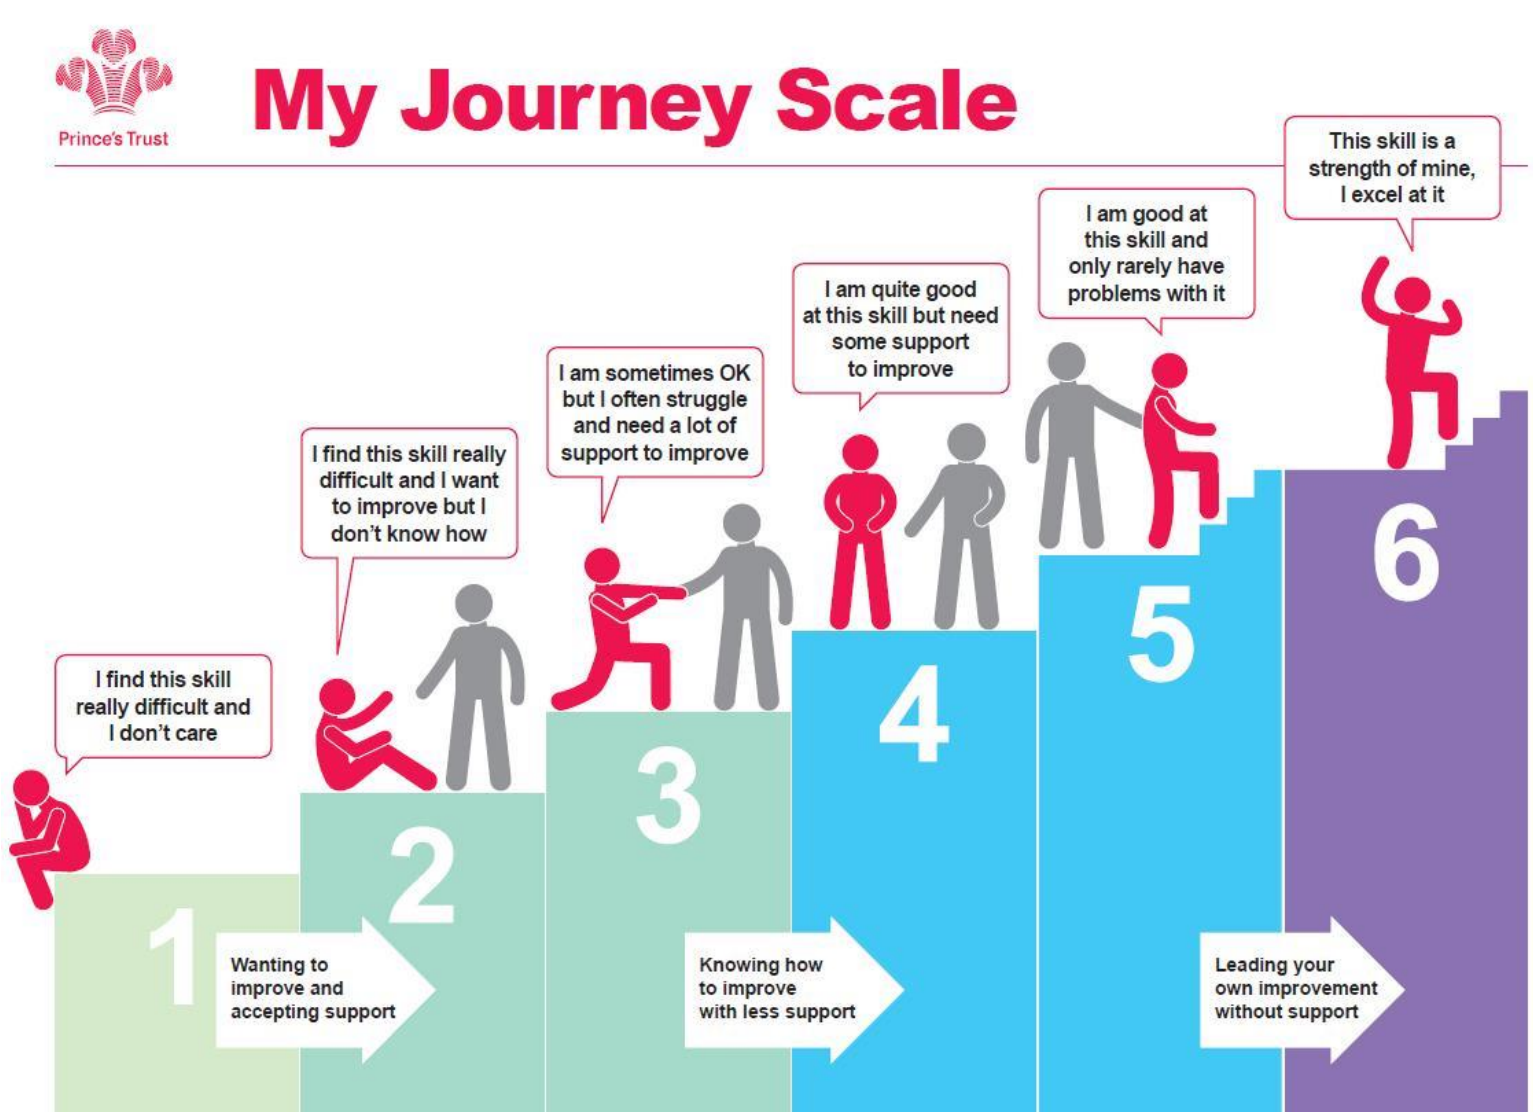 Prince's Trust
My Journey Scale
I find this skill
really difficult and
I don't care
I find this skill really
difficult and I want
to improve but I
don't know how
I am sometimes OK
but I often struggle
and need a lot of
support to improve
I am quite good
at this skill but need
some support
to improve
I am good at
this skill and
only rarely have
problems with it
This skill is a
strength of mine,
I excel at it
1
2
3
4
5
6
Wanting to
improve and
accepting support
Knowing how
to improve
with less support
Leading your
own improvement
without support